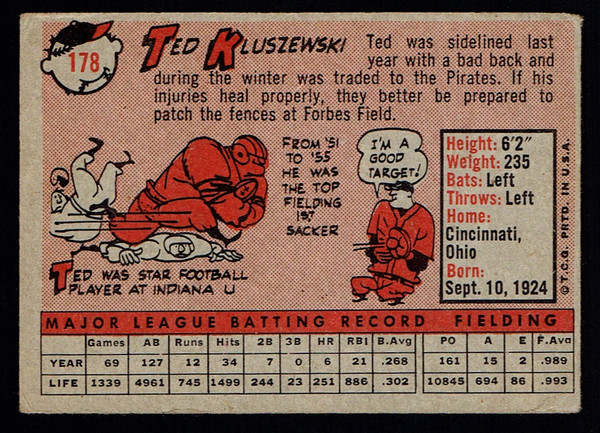 178
TED KLUSZEWSKI
Ted was sidelined last
year with a bad back and
during the winter was traded to the Pirates. If his
injuries heal properly, they better be prepared to
patch the fences at Forbes Field.
FROM '51
TO '55
HE WAS
THE TOP
FIELDING
1ST
SACKER
I'M A
GOOD
TARGET!
TED WAS STAR FOOTBALL
PLAYER AT INDIANA U
Height: 6'2"
Weight: 235
Bats: Left
Throws: Left
Home:
Cincinnati,
Ohio
Born:
Sept. 10, 1924
© T.C.G. PRTD. IN U.S.A.
MAJOR LEAGUE BATTING RECORD FIELDING
Games AB Runs Hits 2B 3B HR RBI B.Avg PO A E F.Avg
YEAR 69 127 12 34 7 0 6 21 .268 161 15 2 .989
LIFE 1339 4961 745 1499 244 23 251 886 .302 10845 694 86 .993